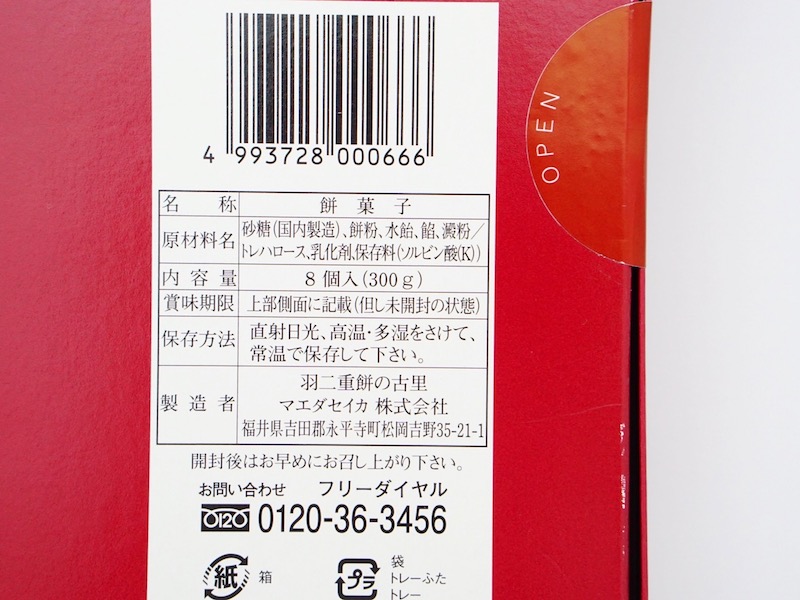 4 993728 000666
OPEN
名称 餅菓子
原材料名 砂糖(国内製造)、餅粉、水飴、餡、澱粉/
トレハロース、乳化剤、保存料(ソルビン酸(K))
内容量 8個入(300g)
賞味期限 上部側面に記載(但し未開封の状態)
保存方法 直射日光、高温・多湿をさけて、
常温で保存して下さい。
製造者 羽二重餅の古里
マエダセイカ 株式会社
福井県吉田郡永平寺町松岡吉野35-21-1
開封後はお早めにお召し上がり下さい。
お問い合わせ フリーダイヤル
0120 0120-36-3456
紙 箱
プラ 袋
トレーふた
トレー